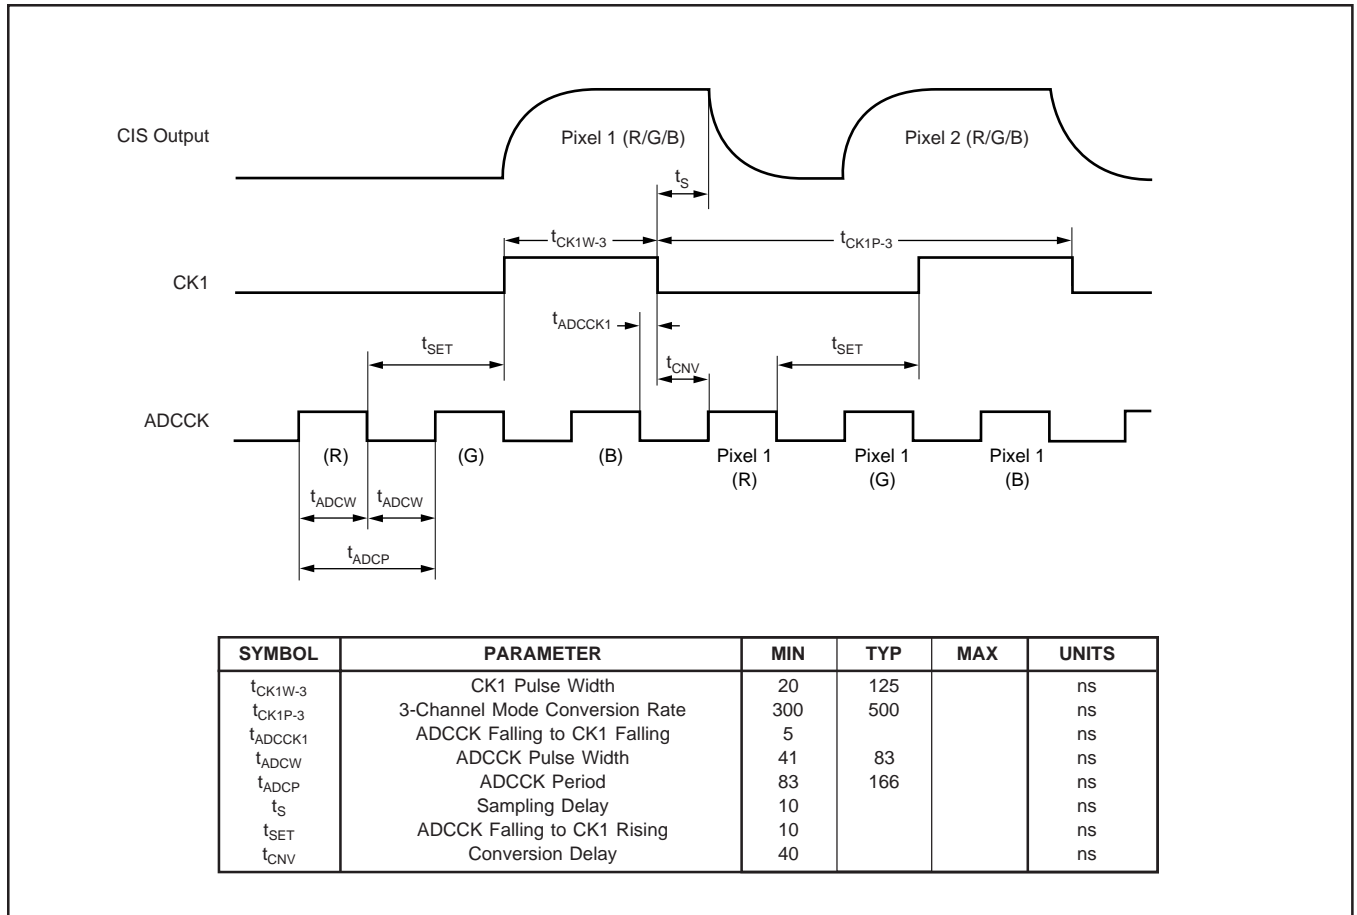 CIS Output
Pixel 1 (R/G/B)
Pixel 2 (R/G/B)
tS
tCK1W-3
tCK1P-3
CK1
tADCCK1
tSET
tCNV
tSET
ADCCK
(R)
(G)
(B)
Pixel 1
(R)
Pixel 1
(G)
Pixel 1
(B)
tADCW
tADCW
tADCP
SYMBOL PARAMETER MIN TYP MAX UNITS
tCK1W-3 CK1 Pulse Width 20 125 ns
tCK1P-3 3-Channel Mode Conversion Rate 300 500 ns
tADCCK1 ADCCK Falling to CK1 Falling 5 ns
tADCW ADCCK Pulse Width 41 83 ns
tADCP ADCCK Period 83 166 ns
tS Sampling Delay 10 ns
tSET ADCCK Falling to CK1 Rising 10 ns
tCNV Conversion Delay 40 ns